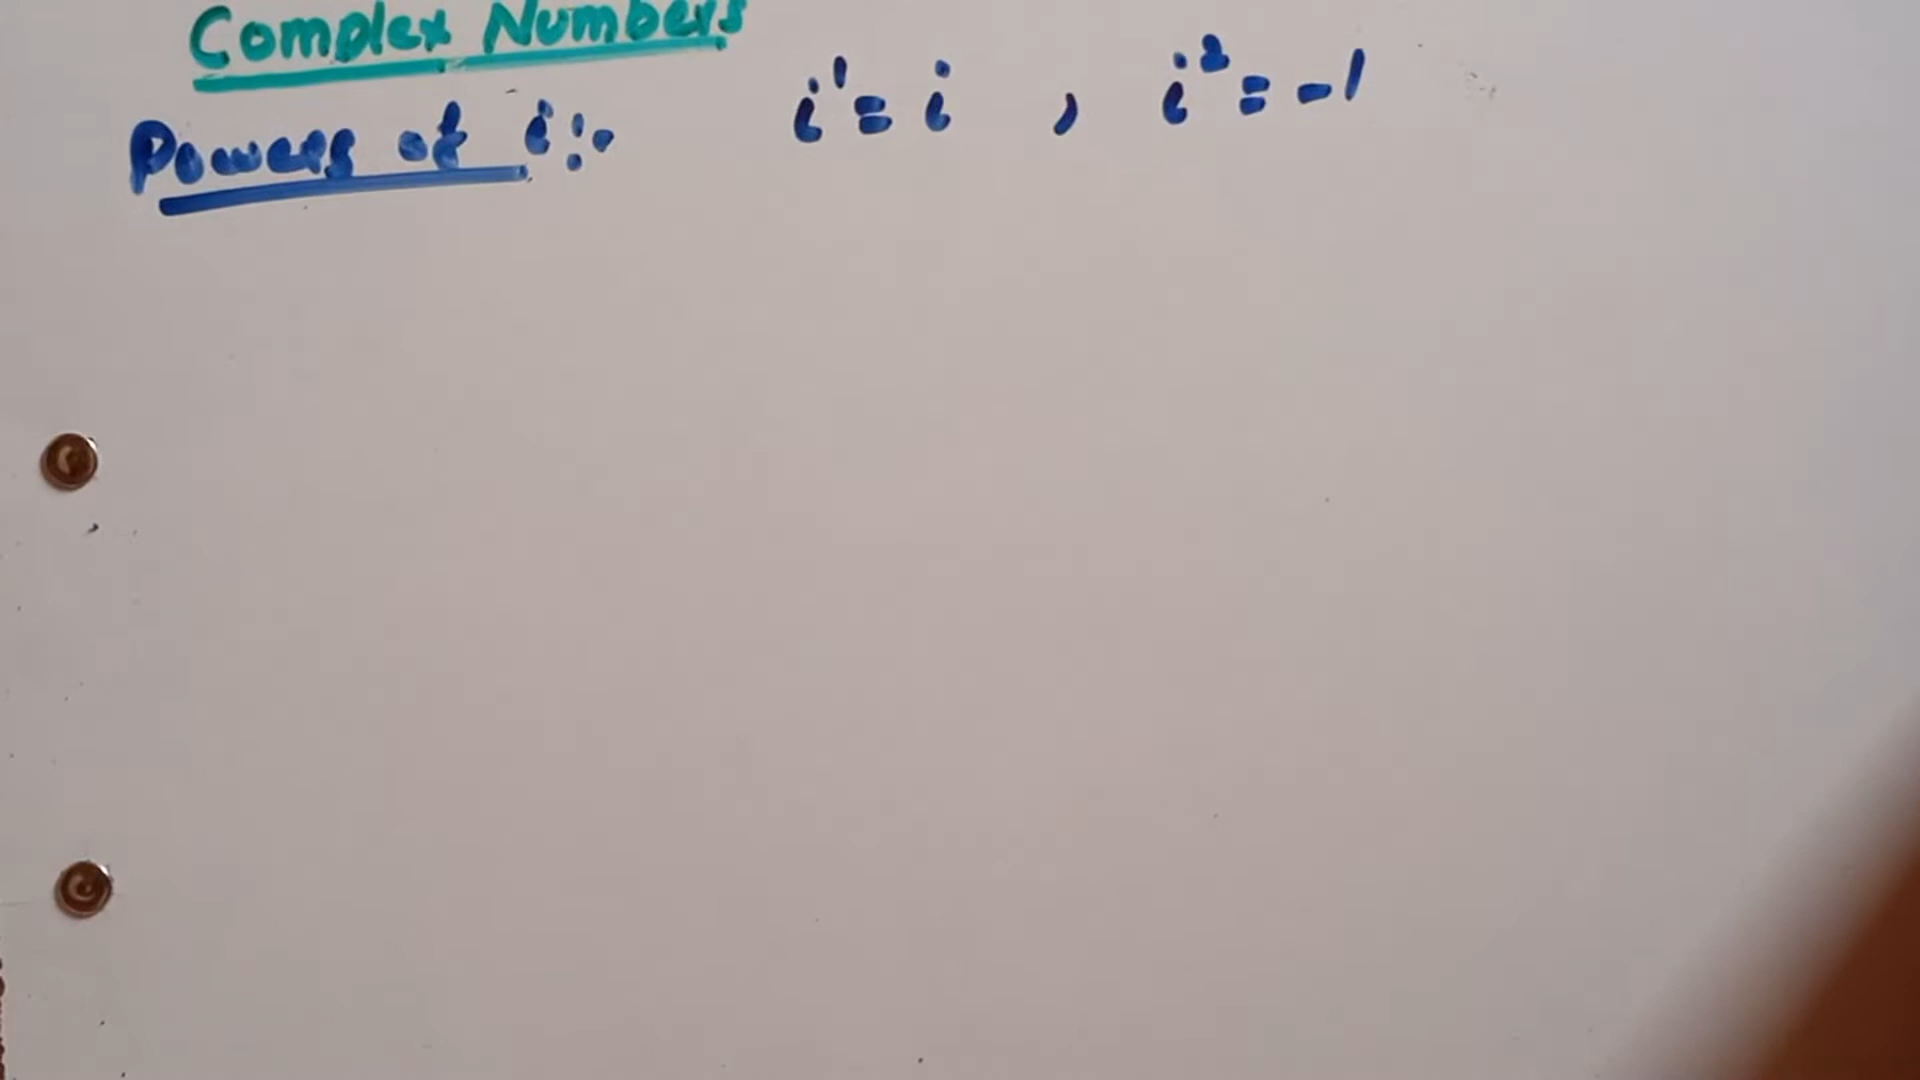 Complex Numbers
Powers of i:- i¹ = i , i² = -1